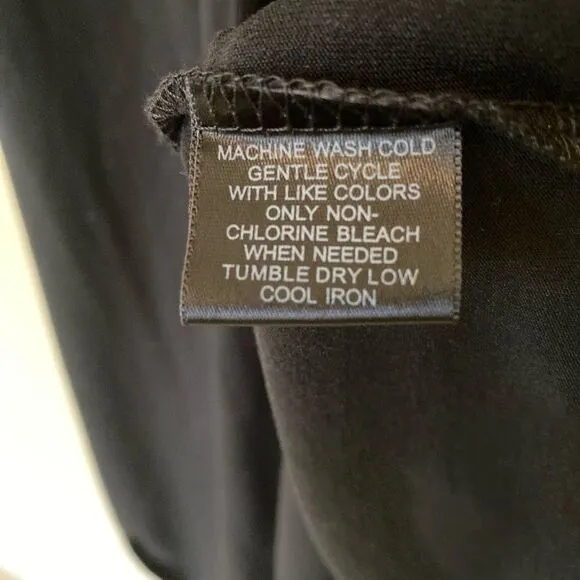 MACHINE WASH COLD
GENTLE CYCLE
WITH LIKE COLORS
ONLY NON-
CHLORINE BLEACH
WHEN NEEDED
TUMBLE DRY LOW
COOL IRON